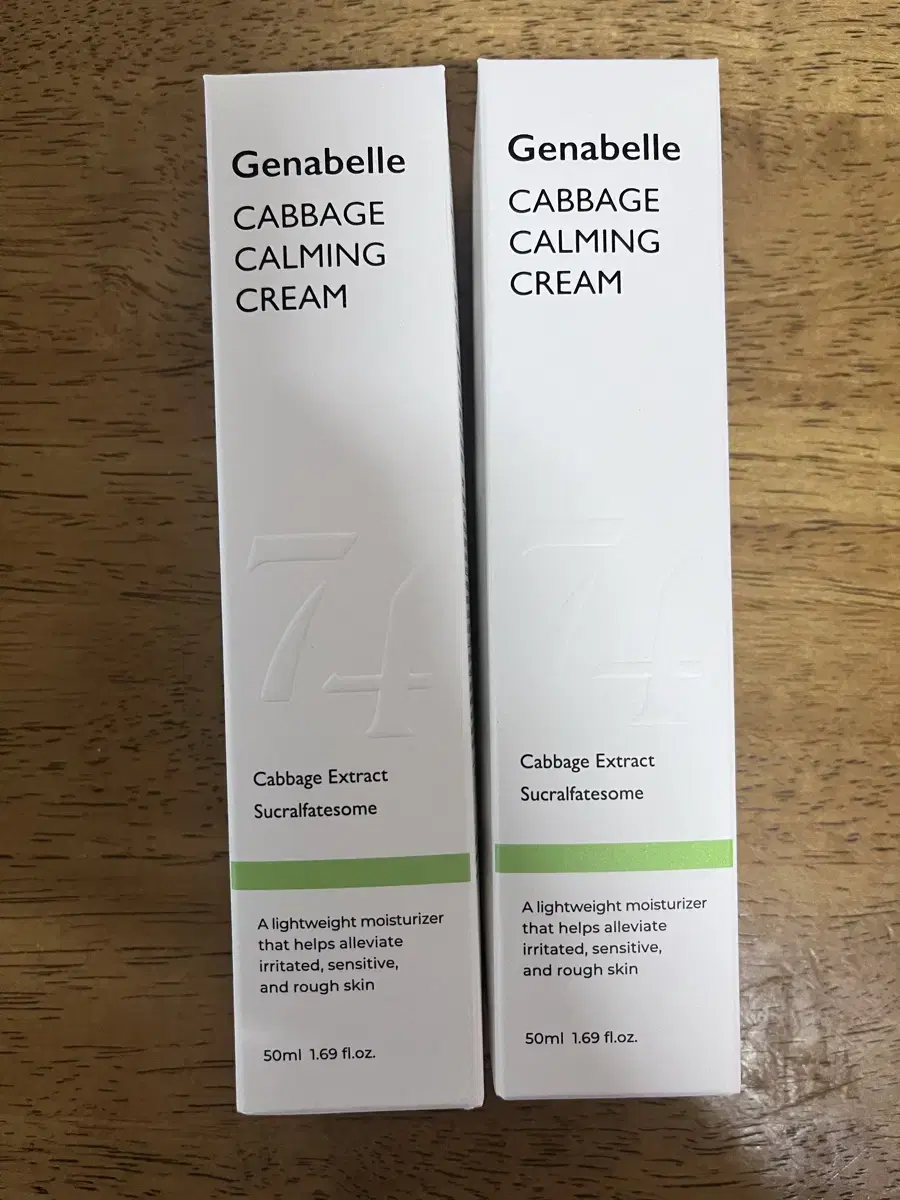 Genabelle
CABBAGE
CALMING
CREAM
74
Cabbage Extract
Sucralfatesome
A lightweight moisturizer
that helps alleviate
irritated, sensitive,
and rough skin
50ml 1.69 fl.oz.
Genabelle
CABBAGE
CALMING
CREAM
74
Cabbage Extract
Sucralfatesome
A lightweight moisturizer
that helps alleviate
irritated, sensitive,
and rough skin
50ml 1.69 fl.oz.